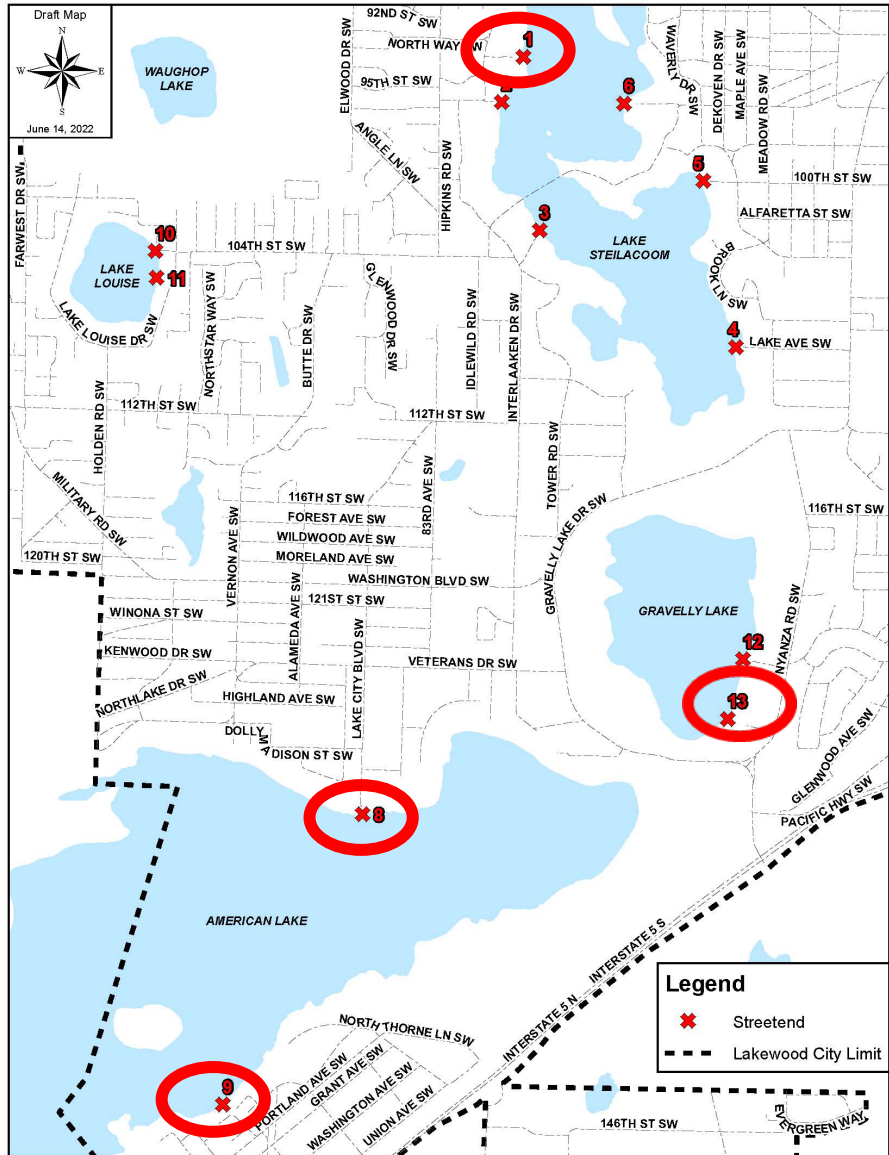 Draft Map
N
W
E
S
June 14, 2022
92ND ST SW
NORTH WAY SW
1
95TH ST SW
2
6
ELWOOD DR SW
WAVERLY DR SW
DEKOVEN DR SW
MAPLE AVE SW
MEADOW RD SW
WAUGHOP
LAKE
ANGLE LN SW
HIPKINS RD SW
5
100TH ST SW
FARWEST DR SW
ALFARETTA ST SW
3
10
104TH ST SW
LAKE
STEILACOOM
LAKE
LOUISE
11
BROOK LN SW
GLENWOOD DR SW
LAKE LOUISE DR SW
NORTHSTAR WAY SW
BUTTE DR SW
IDLEWILD RD SW
INTERLAAKEN DR SW
4
LAKE AVE SW
112TH ST SW
112TH ST SW
HOLDEN RD SW
TOWER RD SW
MILITARY RD SW
83RD AVE SW
116TH ST SW
GRAVELLY LAKE DR SW
116TH ST SW
FOREST AVE SW
VERNON AVE SW
WILDWOOD AVE SW
120TH ST SW
MORELAND AVE SW
WASHINGTON BLVD SW
121ST ST SW
WINONA ST SW
ALAMEDA AVE SW
GRAVELLY LAKE
NYANZA RD SW
KENWOOD DR SW
LAKE CITY BLVD SW
VETERANS DR SW
12
NORTHLAKE DR SW
HIGHLAND AVE SW
13
DOLLY MADISON ST SW
GLENWOOD AVE SW
PACIFIC HWY SW
8
AMERICAN LAKE
INTERSTATE 5 S
INTERSTATE 5 N
Legend
Streetend
Lakewood City Limit
NORTH THORNE LN SW
9
PORTLAND AVE SW
GRANT AVE SW
WASHINGTON AVE SW
UNION AVE SW
146TH ST SW
EVERGREEN WAY